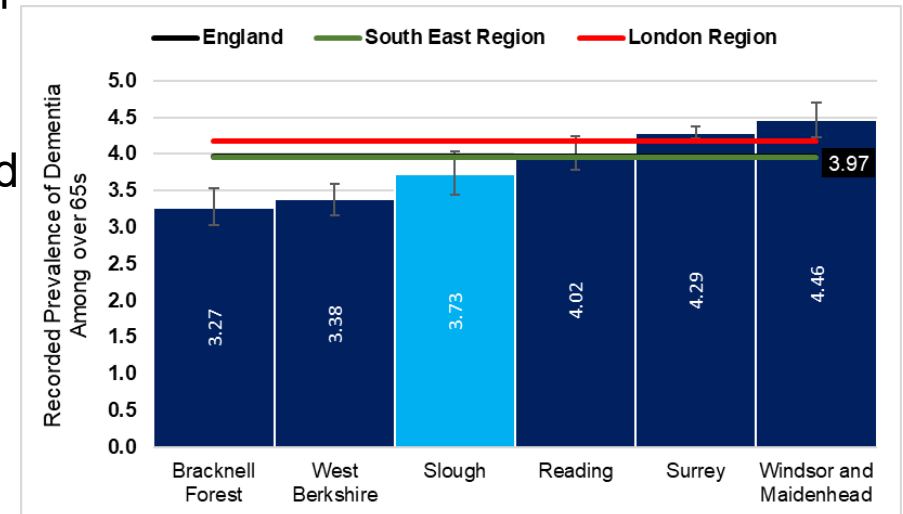 England South East Region London Region
Recorded Prevalence of Dementia
Among over 65s
5.0
4.5
4.0
3.5
3.0
2.5
2.0
1.5
1.0
0.5
0.0
3.27
3.38
3.73
4.02
4.29
4.46
3.97
Bracknell
Forest
West
Berkshire
Slough
Reading
Surrey
Windsor and
Maidenhead
d